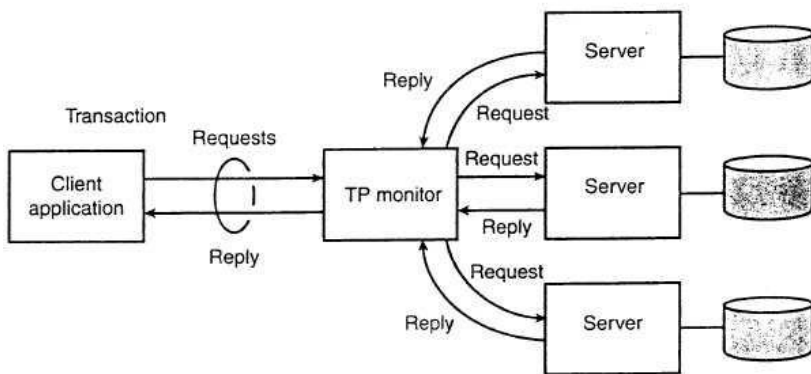 Transaction
Requests
Client
application
Reply
TP monitor
Reply
Request
Server
Request
Reply
Server
Request
Reply
Server